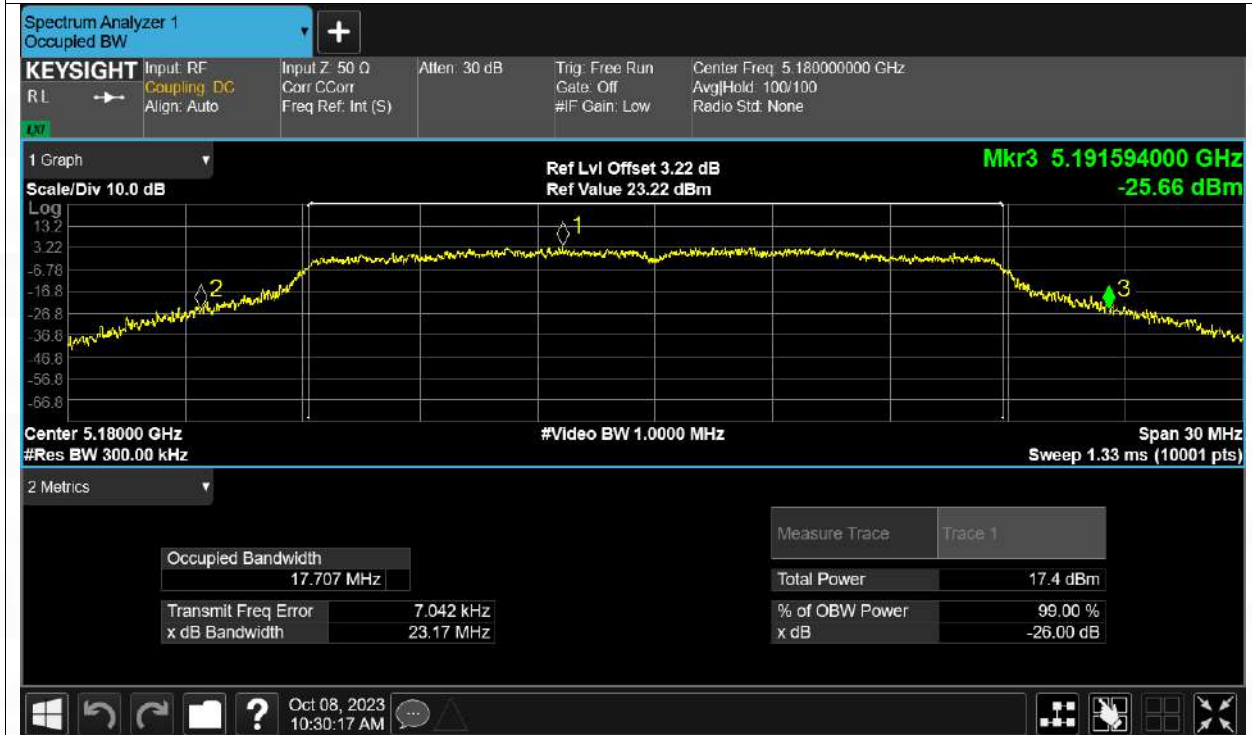 Spectrum Analyzer 1
Occupied BW
+
KEYSIGHT
RL
LXI
Input: RF
Coupling: DC
Align: Auto
Input Z: 50 Ω
Corr CCorr
Freq Ref: Int (S)
Atten: 30 dB
Trig: Free Run
Gate: Off
#IF Gain: Low
Center Freq: 5.180000000 GHz
Avg|Hold: 100/100
Radio Std: None
1 Graph
Scale/Div 10.0 dB
Ref Lvl Offset 3.22 dB
Ref Value 23.22 dBm
Mkr3 5.191594000 GHz
-25.66 dBm
Log
13.2
3.22
-6.78
-16.8
-26.8
-36.8
-46.8
-56.8
-66.8
1
2
3
Center 5.18000 GHz
#Video BW 1.0000 MHz
Span 30 MHz
#Res BW 300.00 kHz
Sweep 1.33 ms (10001 pts)
2 Metrics
Measure Trace Trace 1
Occupied Bandwidth
17.707 MHz
Total Power 17.4 dBm
Transmit Freq Error 7.042 kHz
% of OBW Power 99.00 %
x dB Bandwidth 23.17 MHz
x dB -26.00 dB
?
Oct 08, 2023
10:30:17 AM